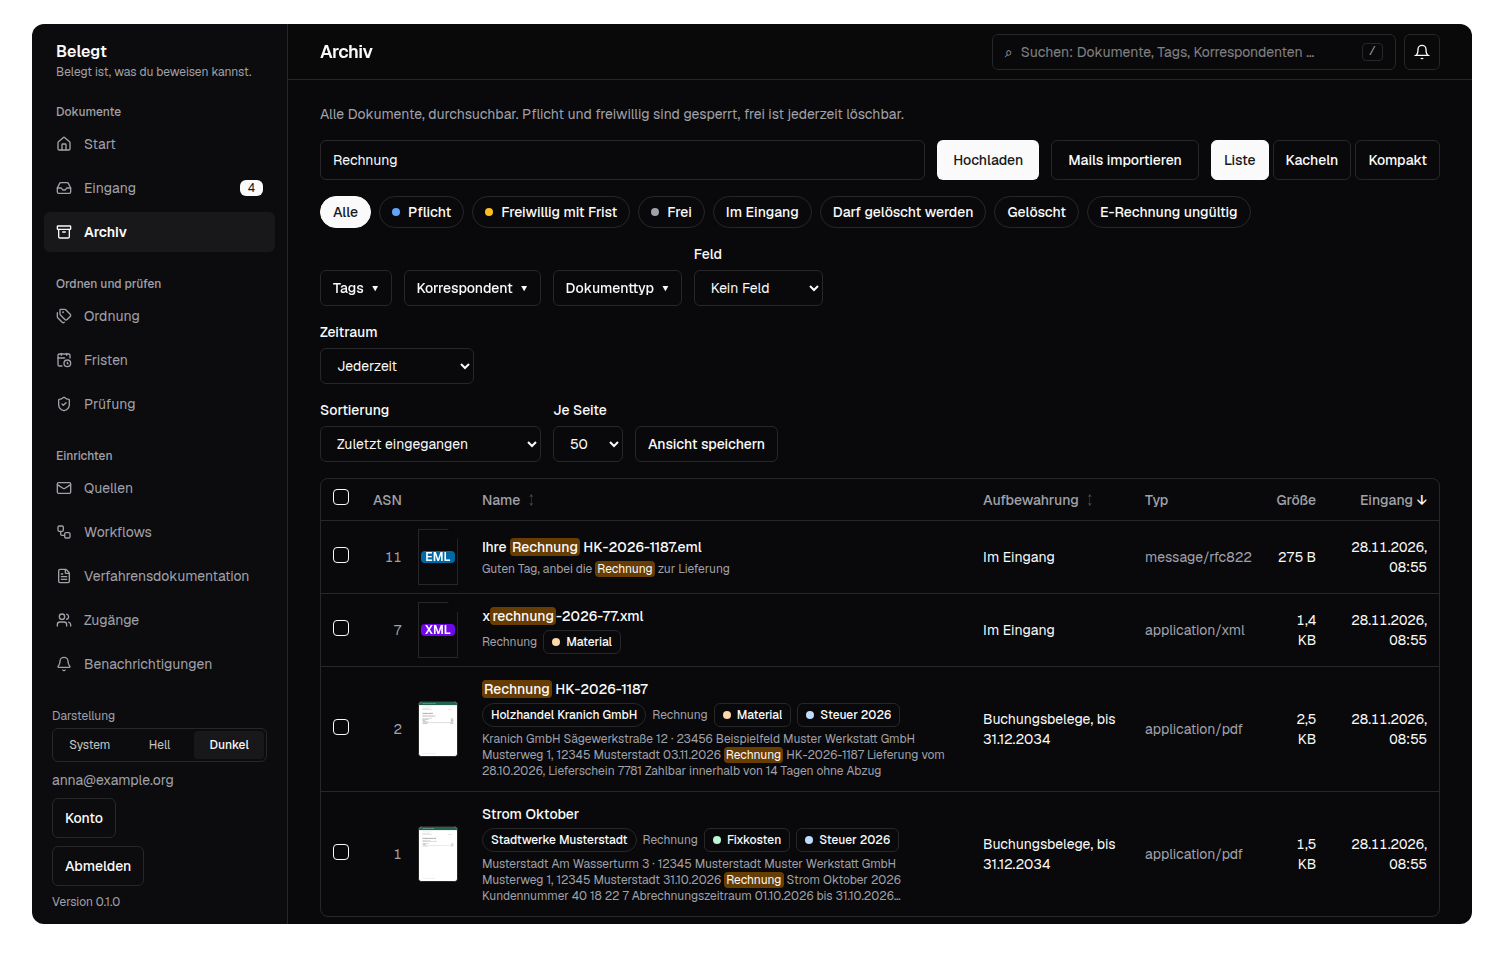 Belegt
Belegt ist, was du beweisen kannst.
Dokumente
Start
Eingang 4
Archiv
Ordnen und prüfen
Ordnung
Fristen
Prüfung
Einrichten
Quellen
Workflows
Verfahrensdokumentation
Zugänge
Benachrichtigungen
Darstellung
System Hell Dunkel
anna@example.org
Konto
Abmelden
Version 0.1.0
Archiv
Suchen: Dokumente, Tags, Korrespondenten … /
Alle Dokumente, durchsuchbar. Pflicht und freiwillig sind gesperrt, frei ist jederzeit löschbar.
Rechnung Hochladen Mails importieren Liste Kacheln Kompakt
Alle Pflicht Freiwillig mit Frist Frei Im Eingang Darf gelöscht werden Gelöscht E-Rechnung ungültig
Feld
Tags ▾ Korrespondent ▾ Dokumenttyp ▾ Kein Feld
Zeitraum
Jederzeit
Sortierung Je Seite
Zuletzt eingegangen 50 Ansicht speichern
ASN Name ↕ Aufbewahrung ↕ Typ Größe Eingang ↓
11 EML Ihre Rechnung HK-2026-1187.eml
Guten Tag, anbei die Rechnung zur Lieferung
Im Eingang message/rfc822 275 B 28.11.2026,
08:55
7 XML xrechnung-2026-77.xml
Rechnung Material
Im Eingang application/xml 1,4
KB
28.11.2026,
08:55
2 Rechnung HK-2026-1187
Holzhandel Kranich GmbH Rechnung Material Steuer 2026
Kranich GmbH Sägewerkstraße 12 · 23456 Beispielfeld Muster Werkstatt GmbH
Musterweg 1, 12345 Musterstadt 03.11.2026 Rechnung HK-2026-1187 Lieferung vom
28.10.2026, Lieferschein 7781 Zahlbar innerhalb von 14 Tagen ohne Abzug
Buchungsbelege, bis
31.12.2034
application/pdf
2,5
KB
28.11.2026,
08:55
1 Strom Oktober
Stadtwerke Musterstadt Rechnung Fixkosten Steuer 2026
Musterstadt Am Wasserturm 3 · 12345 Musterstadt Muster Werkstatt GmbH
Musterweg 1, 12345 Musterstadt 31.10.2026 Rechnung Strom Oktober 2026
Kundennummer 40 18 22 7 Abrechnungszeitraum 01.10.2026 bis 31.10.2026…
Buchungsbelege, bis
31.12.2034
application/pdf
1,5
KB
28.11.2026,
08:55